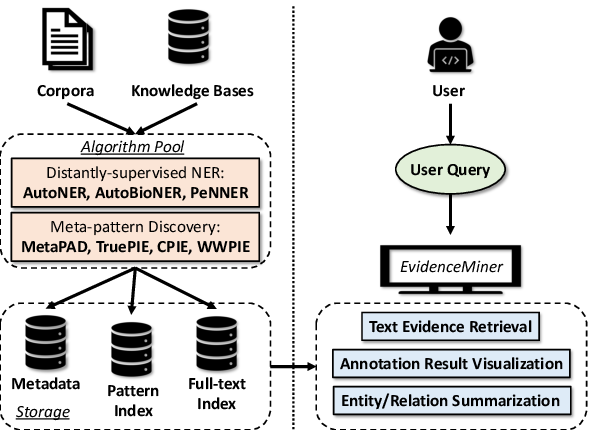 Corpora
Knowledge Bases
Algorithm Pool
Distantly-supervised NER:
AutoNER, AutoBioNER, PeNNER
Meta-pattern Discovery:
MetaPAD, TruePIE, CPIE, WWPIE
Metadata
Pattern
Index
Full-text
Index
Storage
User
</>
User Query
EvidenceMiner
Text Evidence Retrieval
Annotation Result Visualization
Entity/Relation Summarization